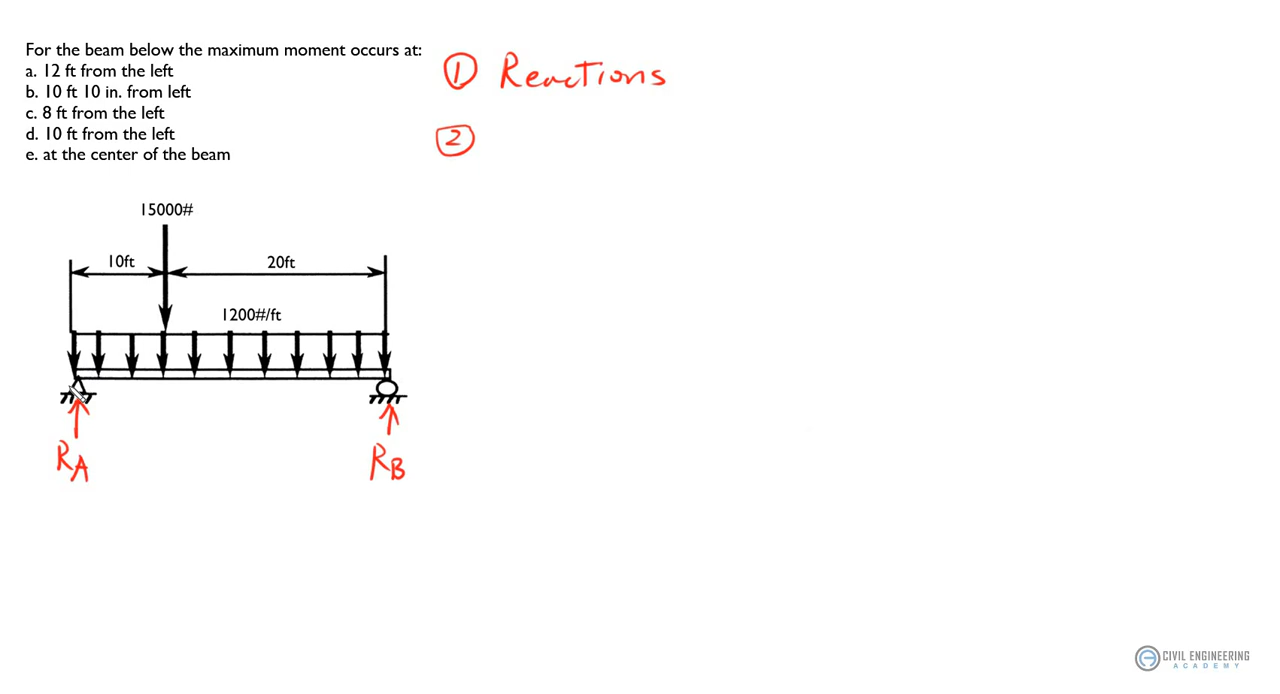 For the beam below the maximum moment occurs at:
a. 12 ft from the left
b. 10 ft 10 in. from left
c. 8 ft from the left
d. 10 ft from the left
e. at the center of the beam
① Reactions
②
15000#
10ft
20ft
1200#/ft
RA
RB
CIVIL ENGINEERING
ACADEMY